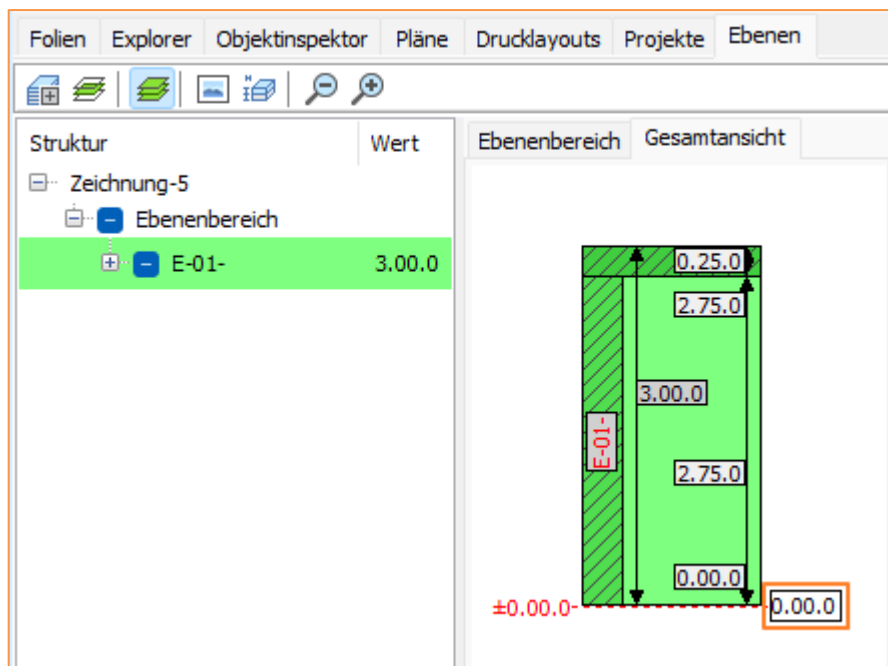 Folien Explorer Objektinspektor Pläne Drucklayouts Projekte Ebenen
Struktur Wert
Zeichnung-5
Ebenenbereich
E-01- 3.00.0
Ebenenbereich Gesamtansicht
0.25.0
2.75.0
3.00.0
E-01-
2.75.0
0.00.0
±0.00.0- 0.00.0